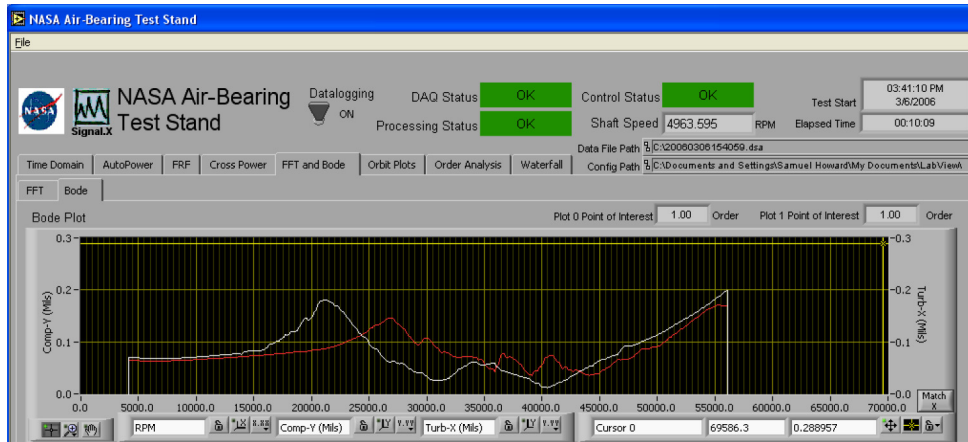 NASA Air-Bearing Test Stand
File
NASA
Signal.X
NASA Air-Bearing
Test Stand
Datalogging
ON
DAQ Status OK
Processing Status OK
Control Status OK
Shaft Speed 4963.595 RPM
Test Start 03:41:10 PM
3/6/2006
Elapsed Time 00:10:09
Data File Path C:\20060306154059.dsa
Config Path C:\Documents and Settings\Samuel Howard\My Documents\LabView\
Time Domain AutoPower FRF Cross Power FFT and Bode Orbit Plots Order Analysis Waterfall
FFT Bode
Bode Plot
Plot 0 Point of Interest 1.00 Order Plot 1 Point of Interest 1.00 Order
0.3 -0.3
0.2 -0.2
0.1 -0.1
0.0 -0.0
Comp-Y (Mils)
Turb-X (Mils)
0.0 5000.0 10000.0 15000.0 20000.0 25000.0 30000.0 35000.0 40000.0 45000.0 50000.0 55000.0 60000.0 65000.0 70000.0
Match
X
RPM Comp-Y (Mils) Turb-X (Mils) Cursor 0 69586.3 0.288957